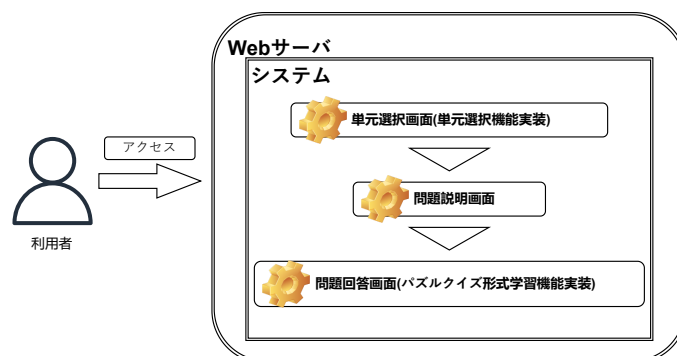 Webサーバ
システム
単元選択画面(単元選択機能実装)
アクセス
問題説明画面
利用者
問題回答画面(パズルクイズ形式学習機能実装)